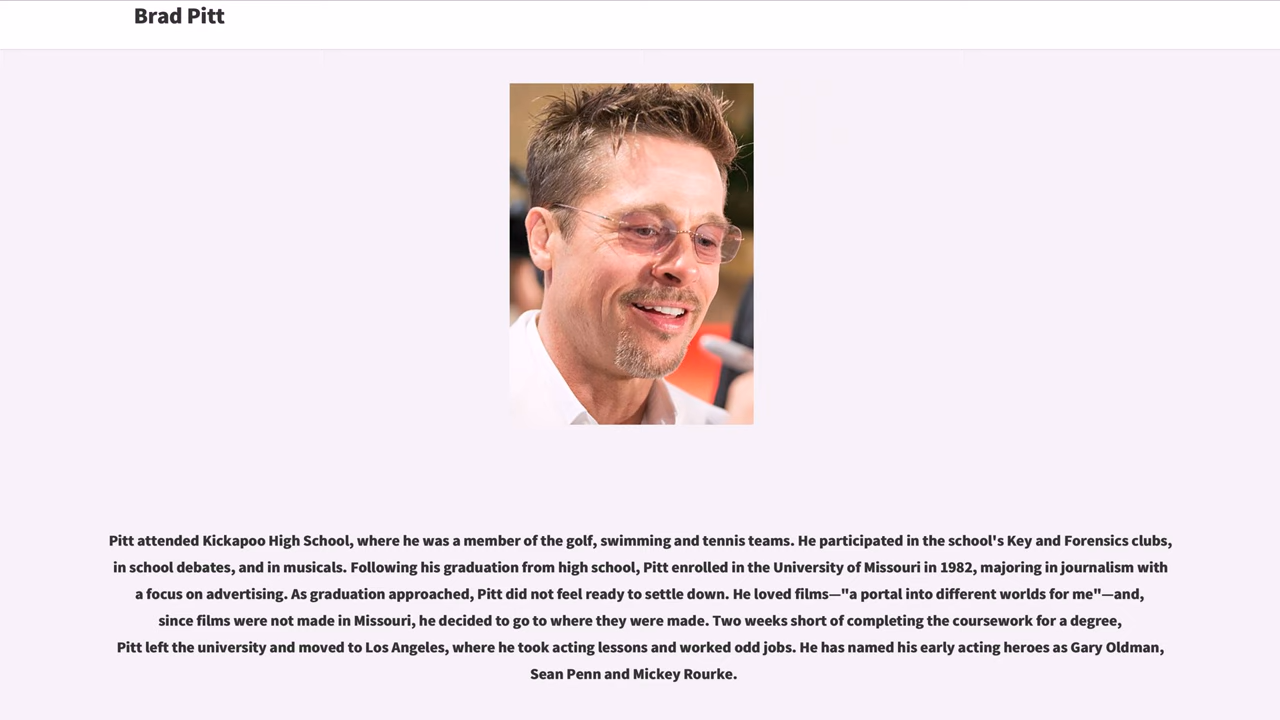 Brad Pitt
Pitt attended Kickapoo High School, where he was a member of the golf, swimming and tennis teams. He participated in the school's Key and Forensics clubs,
in school debates, and in musicals. Following his graduation from high school, Pitt enrolled in the University of Missouri in 1982, majoring in journalism with
a focus on advertising. As graduation approached, Pitt did not feel ready to settle down. He loved films—"a portal into different worlds for me"—and,
since films were not made in Missouri, he decided to go to where they were made. Two weeks short of completing the coursework for a degree,
Pitt left the university and moved to Los Angeles, where he took acting lessons and worked odd jobs. He has named his early acting heroes as Gary Oldman,
Sean Penn and Mickey Rourke.